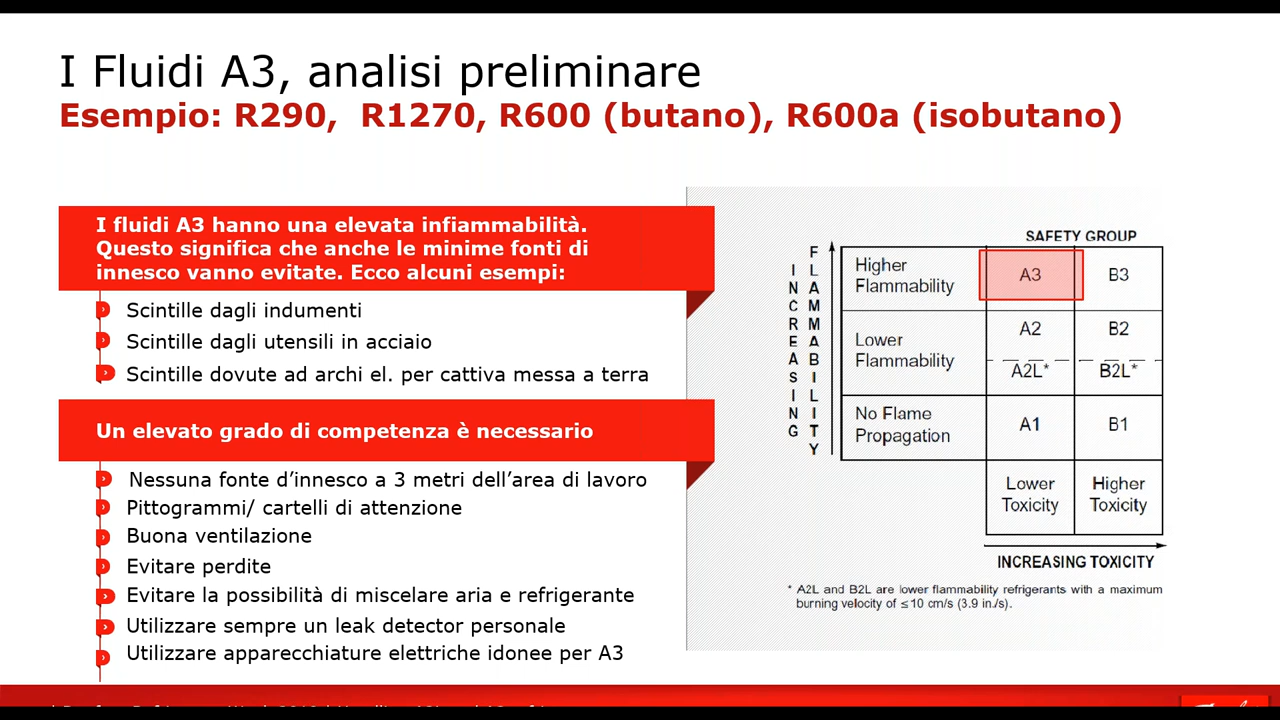 I Fluidi A3, analisi preliminare
Esempio: R290, R1270, R600 (butano), R600a (isobutano)
I fluidi A3 hanno una elevata infiammabilità.
Questo significa che anche le minime fonti di
innesco vanno evitate. Ecco alcuni esempi:
Scintille dagli indumenti
Scintille dagli utensili in acciaio
Scintille dovute ad archi el. per cattiva messa a terra
Un elevato grado di competenza è necessario
Nessuna fonte d’innesco a 3 metri dell’area di lavoro
Pittogrammi/ cartelli di attenzione
Buona ventilazione
Evitare perdite
Evitare la possibilità di miscelare aria e refrigerante
Utilizzare sempre un leak detector personale
Utilizzare apparecchiature elettriche idonee per A3
SAFETY GROUP
INCREASING
FLAMMABILITY
Higher
Flammability
A3
B3
Lower
Flammability
A2
B2
A2L*
B2L*
No Flame
Propagation
A1
B1
Lower
Toxicity
Higher
Toxicity
INCREASING TOXICITY
* A2L and B2L are lower flammability refrigerants with a maximum
burning velocity of ≤10 cm/s (3.9 in./s).